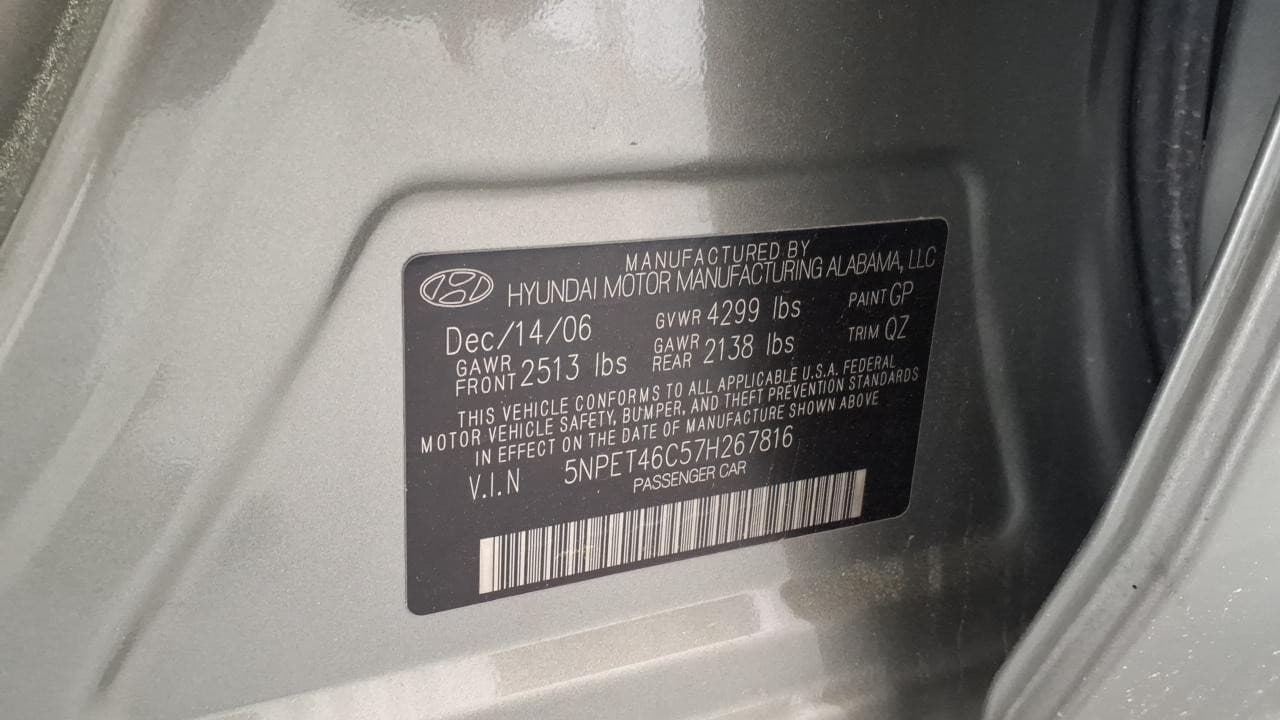 MANUFACTURED BY
HYUNDAI MOTOR MANUFACTURING ALABAMA, LLC
Dec/14/06 GVWR 4299 lbs PAINT GP
GAWR FRONT 2513 lbs GAWR REAR 2138 lbs TRIM QZ
THIS VEHICLE CONFORMS TO ALL APPLICABLE U.S.A. FEDERAL
MOTOR VEHICLE SAFETY, BUMPER, AND THEFT PREVENTION STANDARDS
IN EFFECT ON THE DATE OF MANUFACTURE SHOWN ABOVE
V.I.N 5NPET46C57H267816
PASSENGER CAR